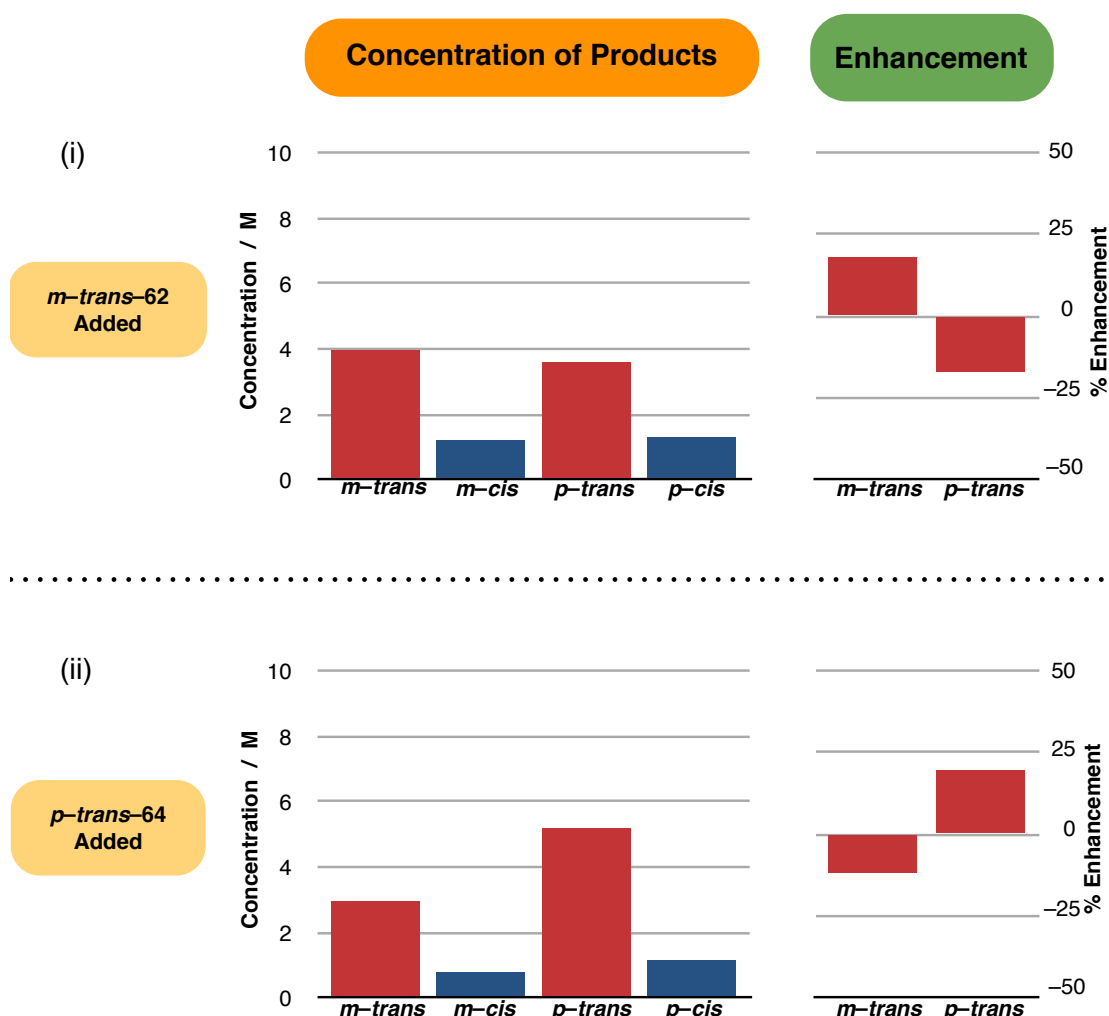 Concentration of Products
Enhancement
(i)
m–trans–62
Added
Concentration / M
10
8
6
4
2
0
m–trans m–cis p–trans p–cis
50
25
0
–25
–50
% Enhancement
m–trans p–trans
(ii)
p–trans–64
Added
Concentration / M
10
8
6
4
2
0
m–trans m–cis p–trans p–cis
50
25
0
–25
–50
% Enhancement
m–trans p–trans